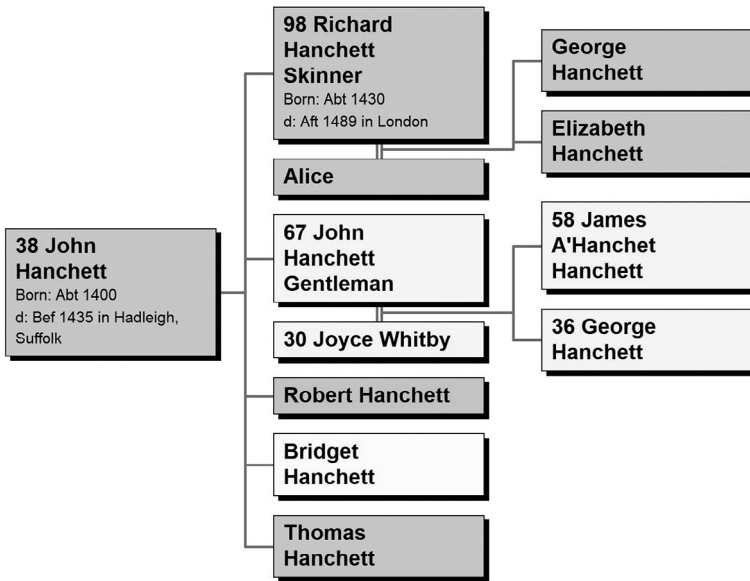 38 John
Hanchett
Born: Abt 1400
d: Bef 1435 in Hadleigh,
Suffolk
98 Richard
Hanchett
Skinner
Born: Abt 1430
d: Aft 1489 in London
Alice
George
Hanchett
Elizabeth
Hanchett
67 John
Hanchett
Gentleman
30 Joyce Whitby
58 James
A'Hanchet
Hanchett
36 George
Hanchett
Robert Hanchett
Bridget
Hanchett
Thomas
Hanchett